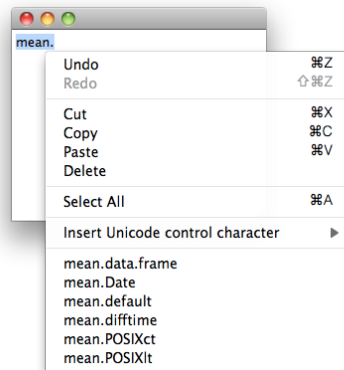 mean.
Undo ⌘Z
Redo ⇧⌘Z
Cut ⌘X
Copy ⌘C
Paste ⌘V
Delete
Select All ⌘A
Insert Unicode control character ▶
mean.data.frame
mean.Date
mean.default
mean.difftime
mean.POSIXct
mean.POSIXlt